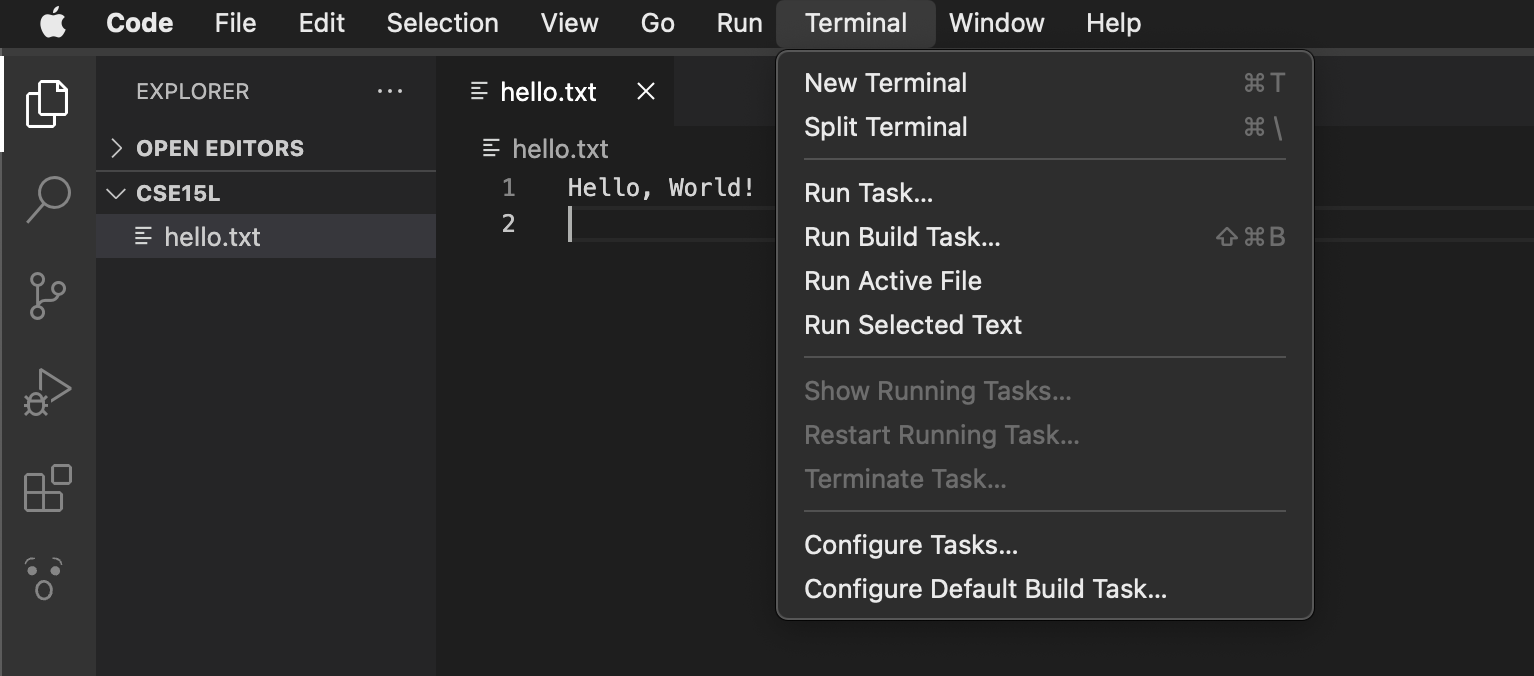 Code File Edit Selection View Go Run Terminal Window Help
EXPLORER ...
OPEN EDITORS
CSE15L
hello.txt
hello.txt
hello.txt
1 Hello, World!
2
New Terminal ⌘T
Split Terminal ⌘\
Run Task...
Run Build Task... ⇧⌘B
Run Active File
Run Selected Text
Show Running Tasks...
Restart Running Task...
Terminate Task...
Configure Tasks...
Configure Default Build Task...